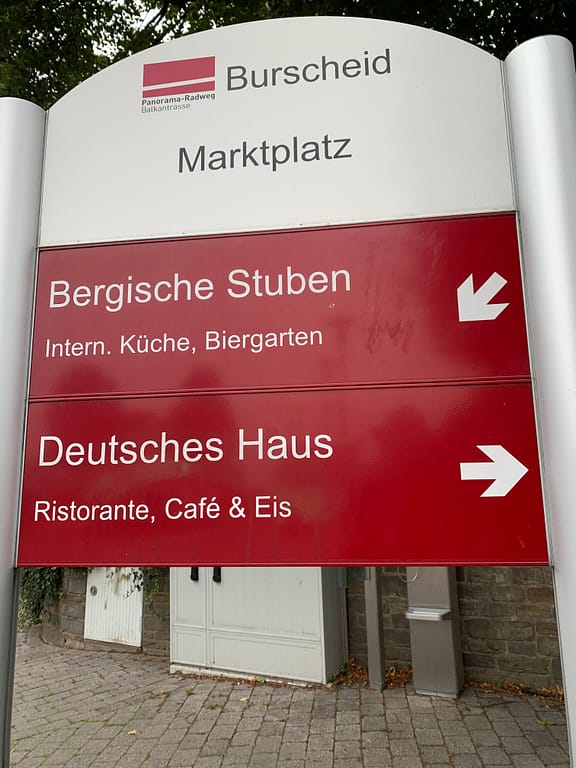 Burscheid
Panorama-Radweg
Balkantrasse
Marktplatz
Bergische Stuben
Intern. Küche, Biergarten
Deutsches Haus
Ristorante, Café & Eis